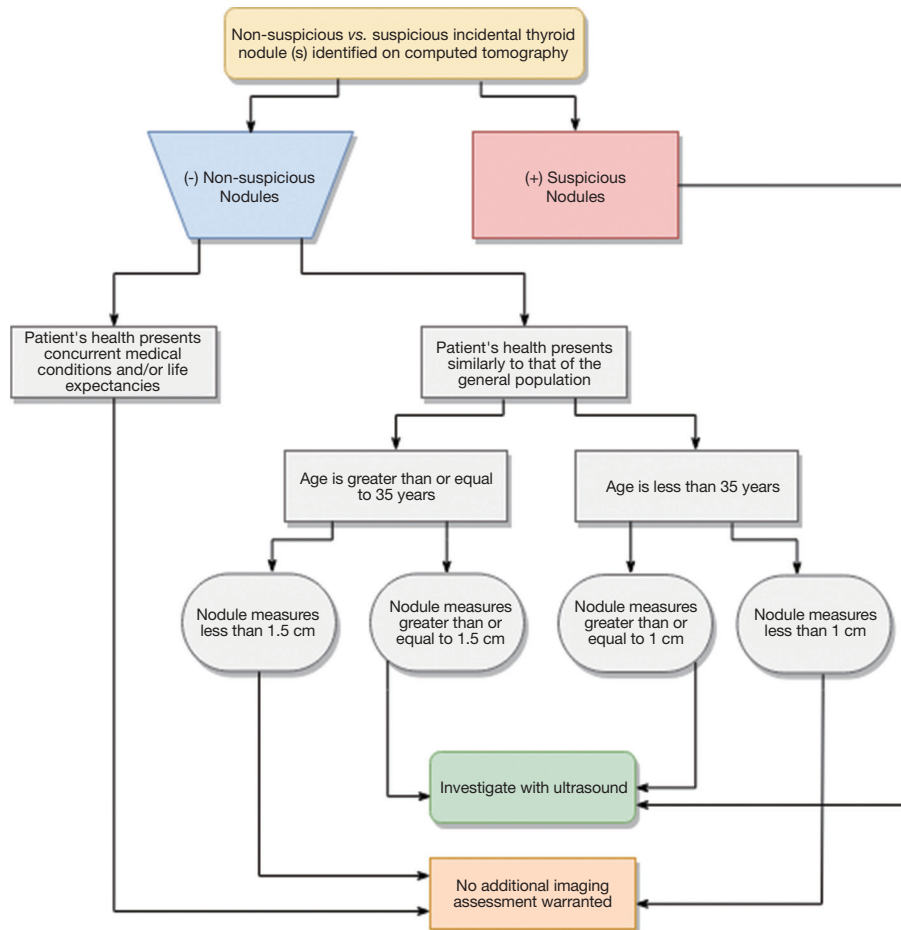 Non-suspicious vs. suspicious incidental thyroid
nodule (s) identified on computed tomography
(-) Non-suspicious
Nodules
(+) Suspicious
Nodules
Patient's health presents
concurrent medical
conditions and/or life
expectancies
Patient's health presents
similarly to that of the
general population
Age is greater than or equal
to 35 years
Age is less than 35 years
Nodule measures
less than 1.5 cm
Nodule measures
greater than or
equal to 1.5 cm
Nodule measures
greater than or
equal to 1 cm
Nodule measures
less than 1 cm
Investigate with ultrasound
No additional imaging
assessment warranted